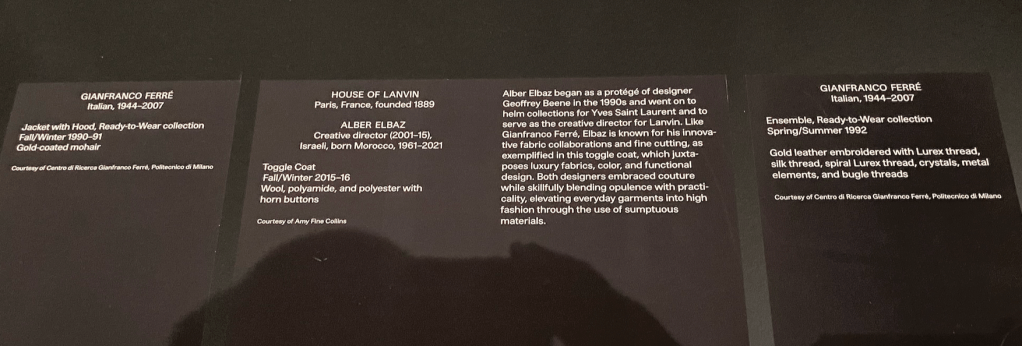 GIANFRANCO FERRÉ
Italian, 1944–2007
Jacket with Hood, Ready-to-Wear collection
Fall/Winter 1990–91
Gold-coated mohair
Courtesy of Centro di Ricerca Gianfranco Ferré, Politecnico di Milano
HOUSE OF LANVIN
Paris, France, founded 1889
ALBER ELBAZ
Creative director (2001–15),
Israeli, born Morocco, 1961–2021
Toggle Coat
Fall/Winter 2015–16
Wool, polyamide, and polyester with
horn buttons
Courtesy of Amy Fine Collins
Alber Elbaz began as a protégé of designer
Geoffrey Beene in the 1990s and went on to
helm collections for Yves Saint Laurent and to
serve as the creative director for Lanvin. Like
Gianfranco Ferré, Elbaz is known for his innova-
tive fabric collaborations and fine cutting, as
exemplified in this toggle coat, which juxta-
poses luxury fabrics, color, and functional
design. Both designers embraced couture
while skillfully blending opulence with practi-
cality, elevating everyday garments into high
fashion through the use of sumptuous
materials.
GIANFRANCO FERRÉ
Italian, 1944–2007
Ensemble, Ready-to-Wear collection
Spring/Summer 1992
Gold leather embroidered with Lurex thread,
silk thread, spiral Lurex thread, crystals, metal
elements, and bugle threads
Courtesy of Centro di Ricerca Gianfranco Ferré, Politecnico di Milano